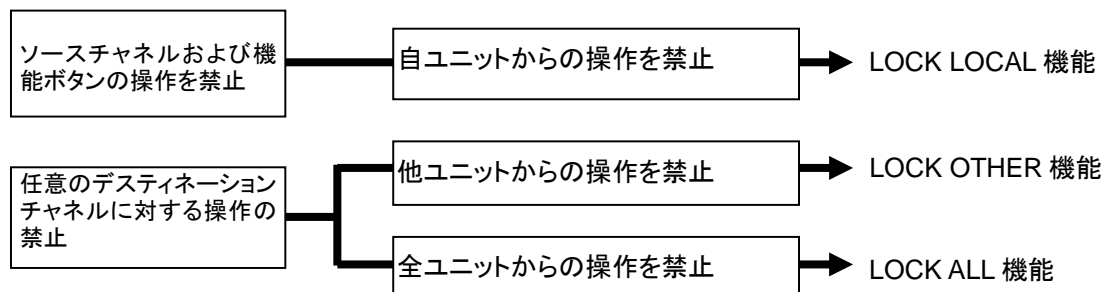 ソースチャネルおよび機
能ボタンの操作を禁止
自ユニットからの操作を禁止
LOCK LOCAL 機能
任意のデスティネーション
チャネルに対する操作の
禁止
他ユニットからの操作を禁止
LOCK OTHER 機能
全ユニットからの操作を禁止
LOCK ALL 機能